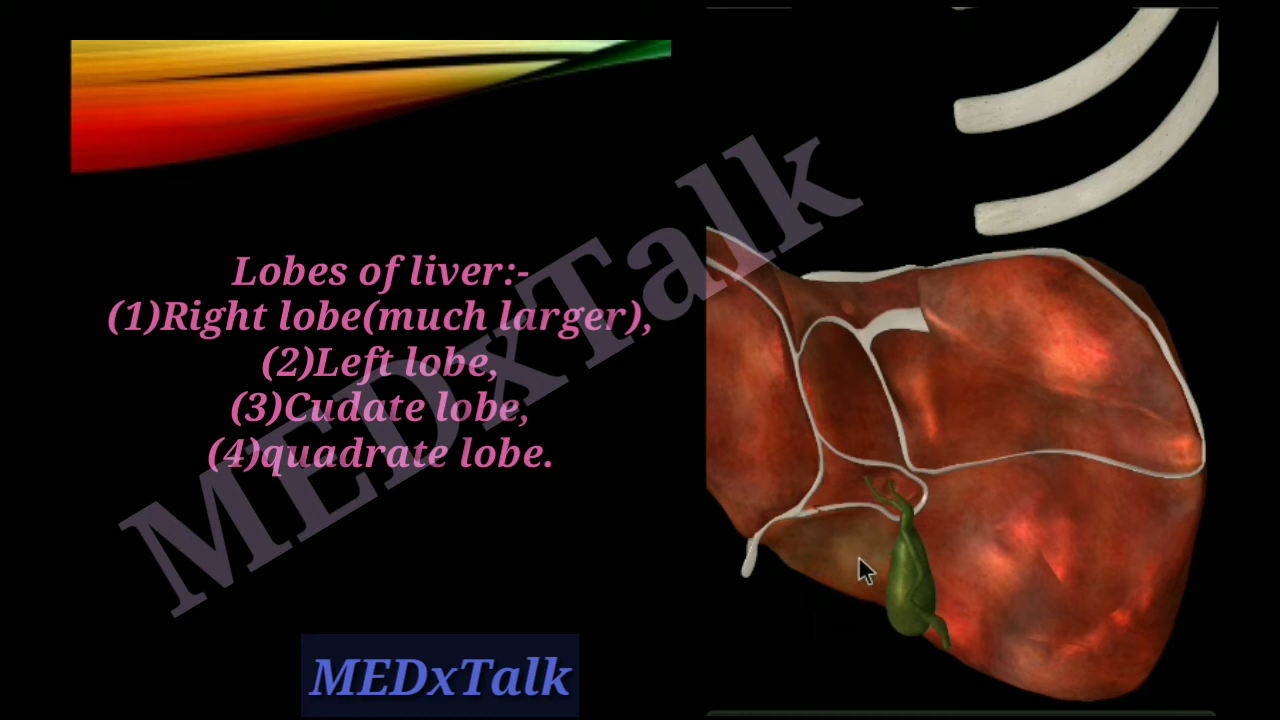 Lobes of liver:-
(1)Right lobe(much larger),
(2)Left lobe,
(3)Cudate lobe,
(4)quadrate lobe.
MEDxTalk
MEDxTalk